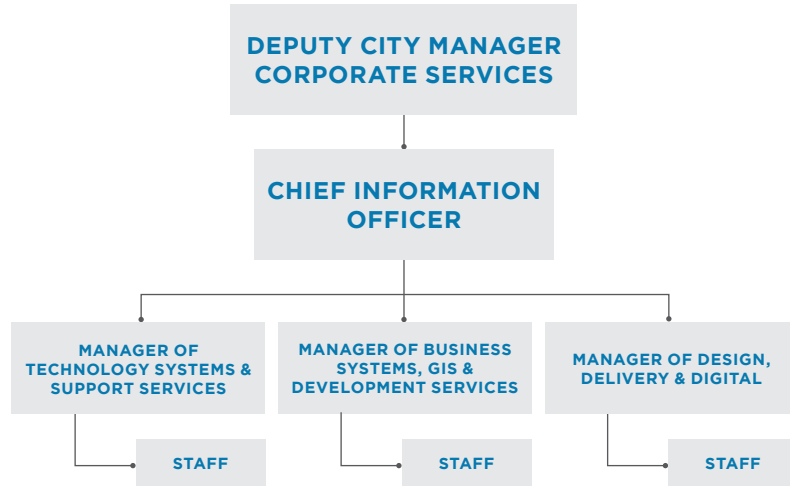 DEPUTY CITY MANAGER
CORPORATE SERVICES
CHIEF INFORMATION
OFFICER
MANAGER OF
TECHNOLOGY SYSTEMS &
SUPPORT SERVICES
MANAGER OF BUSINESS
SYSTEMS, GIS &
DEVELOPMENT SERVICES
MANAGER OF DESIGN,
DELIVERY & DIGITAL
STAFF
STAFF
STAFF